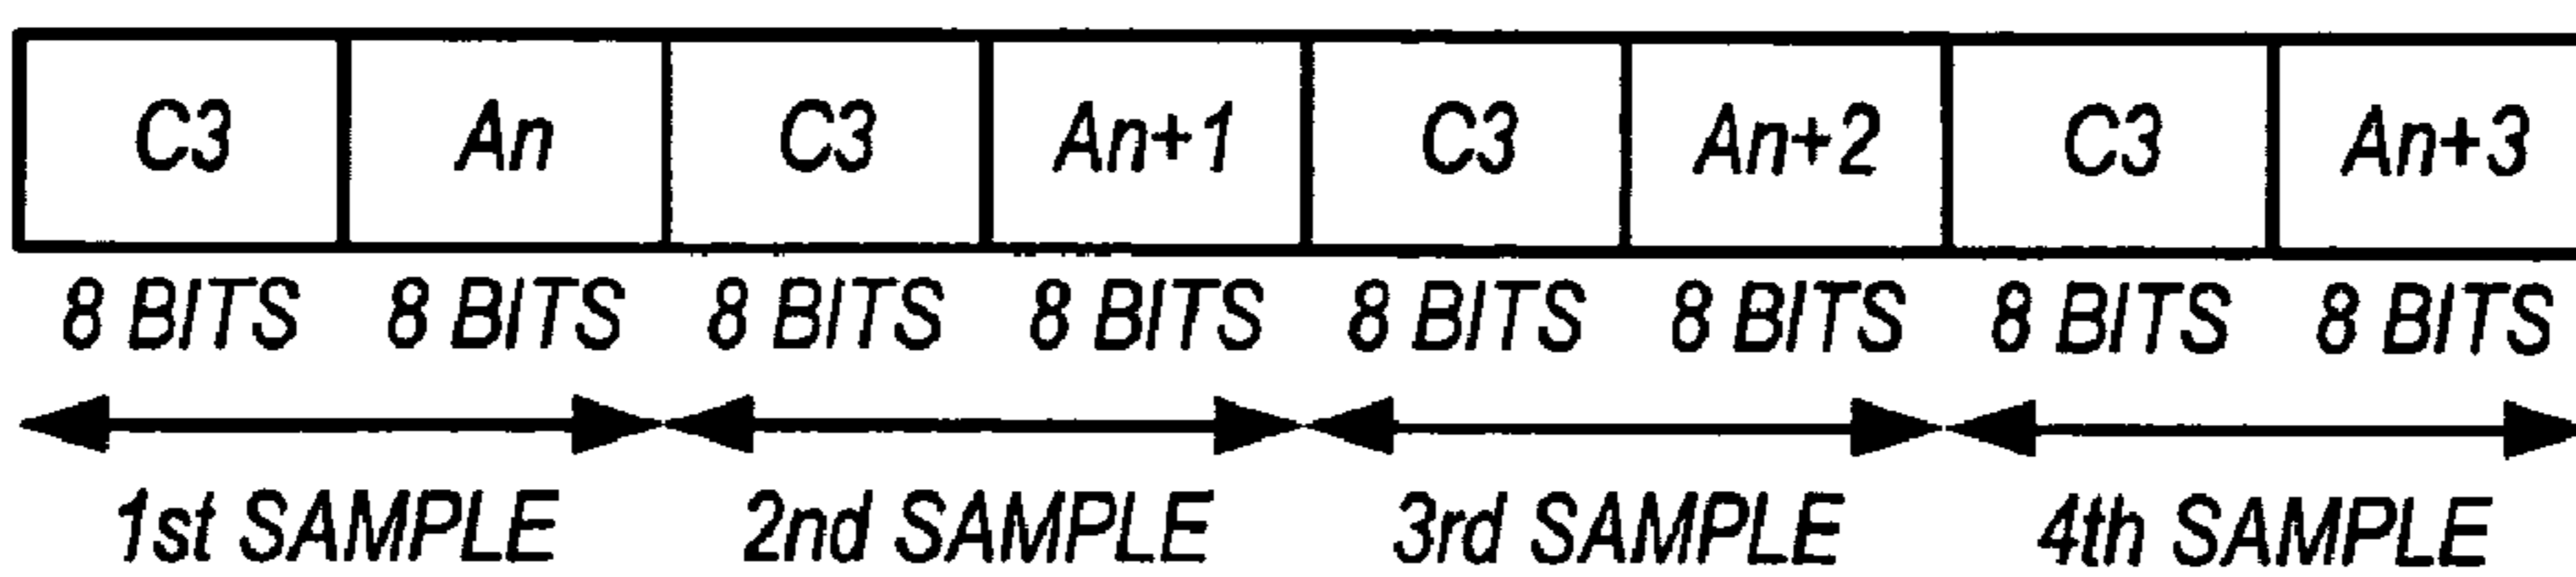 C3 An C3 An+1 C3 An+2 C3 An+3
8 BITS 8 BITS 8 BITS 8 BITS 8 BITS 8 BITS 8 BITS 8 BITS
1st SAMPLE 2nd SAMPLE 3rd SAMPLE 4th SAMPLE